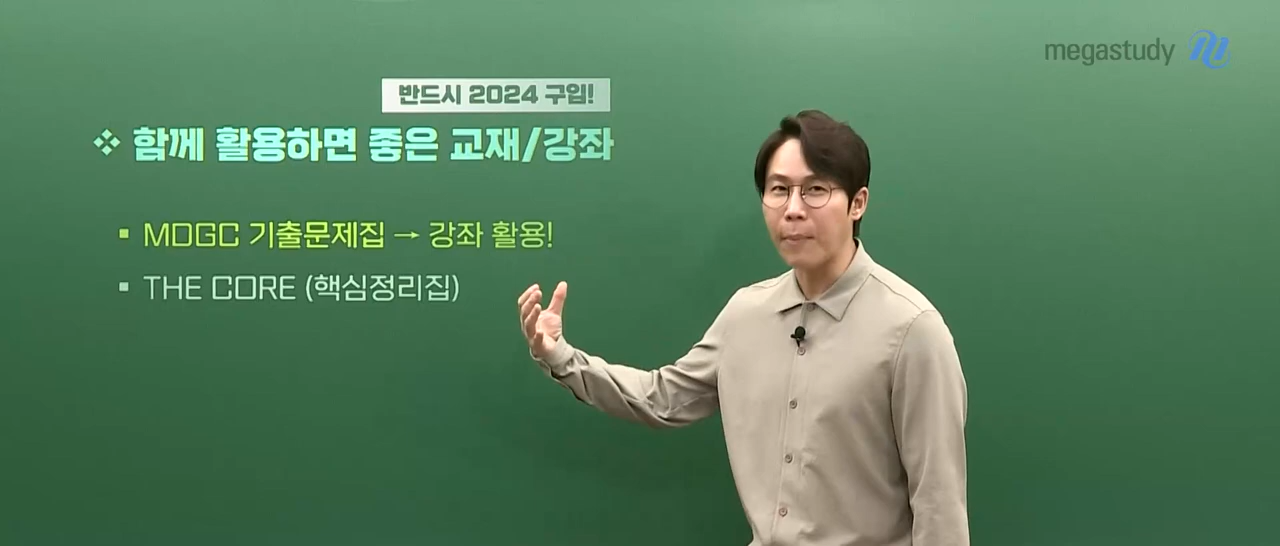 megastudy
반드시 2024 구입!
❖ 함께 활용하면 좋은 교재/강좌
▪ MDGC 기출문제집 → 강좌 활용!
▪ THE CORE (핵심정리집)